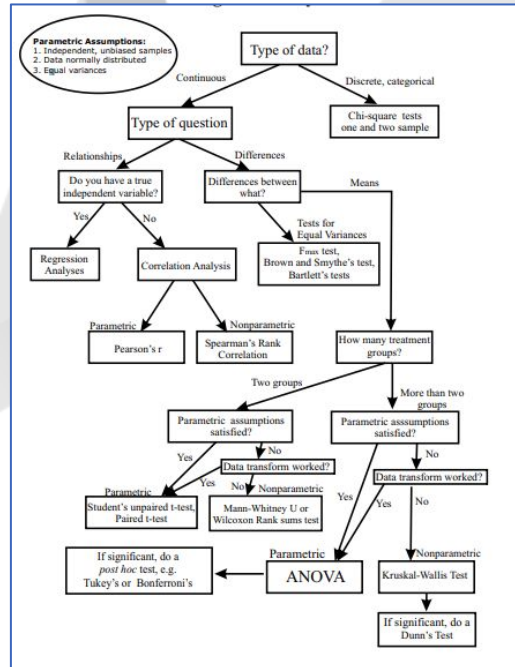 Parametric Assumptions:
1. Independent, unbiased samples
2. Data normally distributed
3. Equal variances
Type of data?
Continuous
Discrete, categorical
Type of question
Chi-square tests
one and two sample
Relationships
Differences
Do you have a true
independent variable?
Differences between
what?
Means
Yes
No
Tests for
Equal Variances
Regression
Analyses
Correlation Analysis
Fmax test,
Brown and Smythe's test,
Bartlett's tests
Parametric
Nonparametric
Pearson's r
Spearman's Rank
Correlation
How many treatment
groups?
Two groups
More than two
groups
Parametric asssumptions
satisfied?
Parametric asssumptions
satisfied?
Yes
No
No
Data transform worked?
Data transform worked?
Parametric
Yes
No
Nonparametric
Yes
Yes
No
Student's unpaired t-test,
Paired t-test
Mann-Whitney U or
Wilcoxon Rank sums test
Parametric
Nonparametric
If significant, do a
post hoc test, e.g.
Tukey's or Bonferroni's
ANOVA
Kruskal-Wallis Test
If significant, do a
Dunn's Test